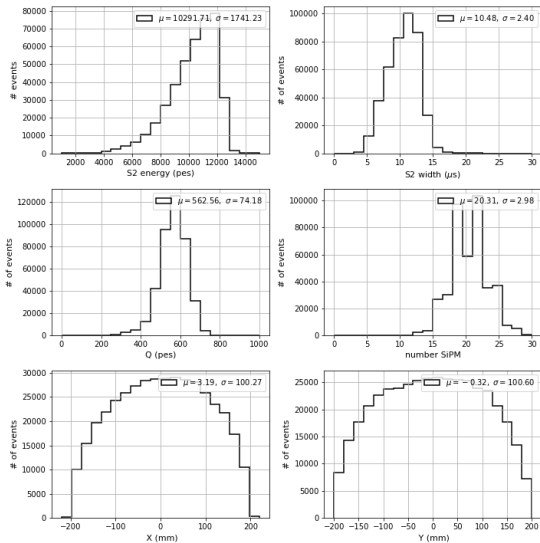 μ = 10291.71, σ = 1741.23
80000
70000
60000
50000
40000
30000
20000
10000
0
# of events
2000 4000 6000 8000 10000 12000 14000
S2 energy (pes)
μ = 10.48, σ = 2.40
100000
80000
60000
40000
20000
0
# of events
0 5 10 15 20 25 30
S2 width (μs)
μ = 562.56, σ = 74.18
120000
100000
80000
60000
40000
20000
0
# of events
0 200 400 600 800 1000
Q (pes)
μ = 20.31, σ = 2.98
100000
80000
60000
40000
20000
0
# of events
0 5 10 15 20 25 30
number SiPM
μ = 3.19, σ = 100.27
30000
25000
20000
15000
10000
5000
0
# of events
−200 −100 0 100 200
X (mm)
μ = −0.32, σ = 100.60
25000
20000
15000
10000
5000
0
# of events
−200 −150 −100 −50 0 50 100 150 200
Y (mm)